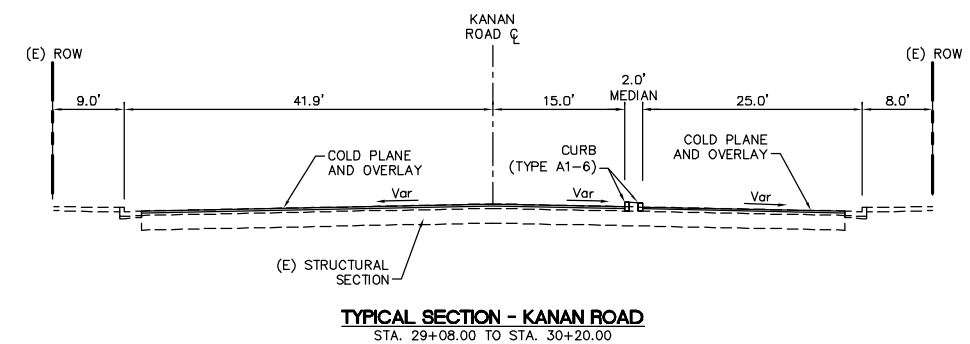 KANAN
ROAD ℄
(E) ROW
(E) ROW
9.0'
41.9'
15.0'
2.0'
MEDIAN
25.0'
8.0'
COLD PLANE
AND OVERLAY
CURB
(TYPE A1-6)
COLD PLANE
AND OVERLAY
Var
Var
Var
(E) STRUCTURAL
SECTION
TYPICAL SECTION - KANAN ROAD
STA. 29+08.00 TO STA. 30+20.00